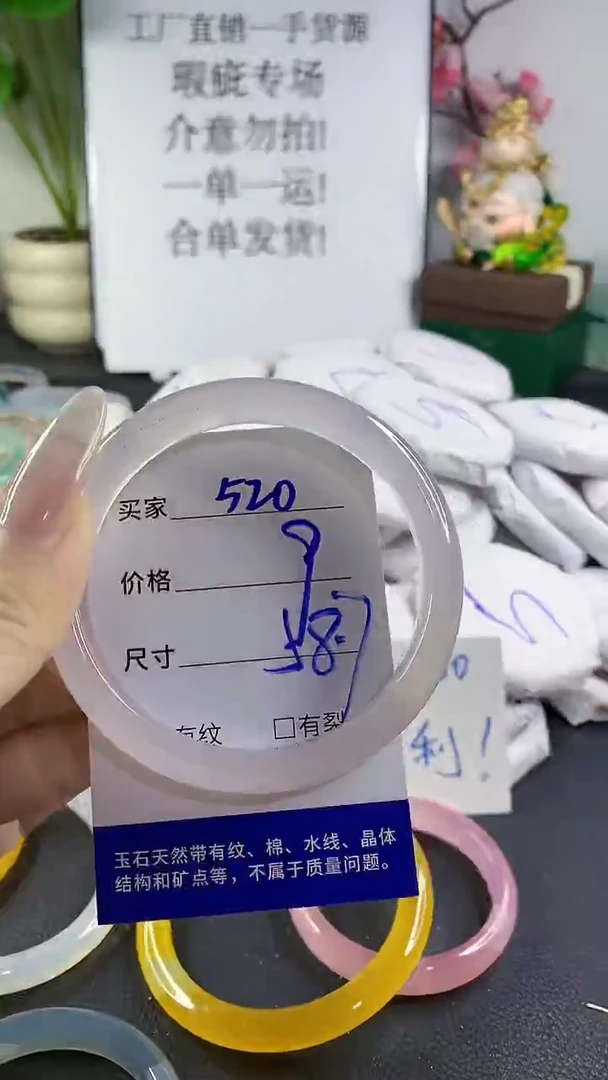 工厂直销一手货源
瑕疵专场
介意勿拍!
一单一运!
合单发货!
买家 520
价格
尺寸 58.7
有纹 □有裂
利!
玉石天然带有纹、棉、水线、晶体
结构和矿点等，不属于质量问题。